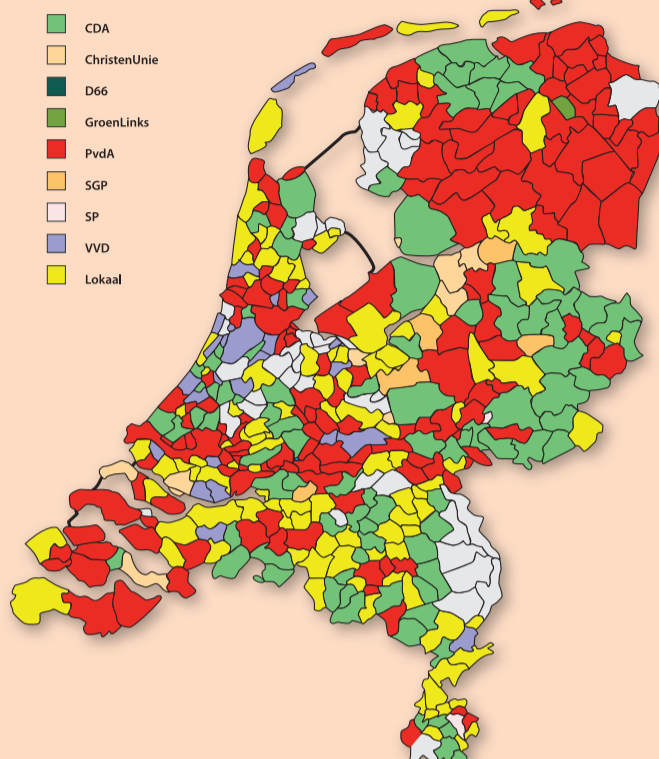 CDA
ChristenUnie
D66
GroenLinks
PvdA
SGP
SP
VVD
Lokaal